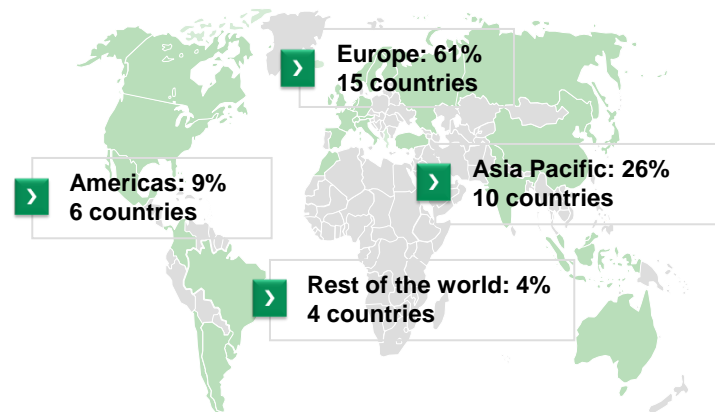 Europe: 61%
15 countries
Americas: 9%
6 countries
Asia Pacific: 26%
10 countries
Rest of the world: 4%
4 countries